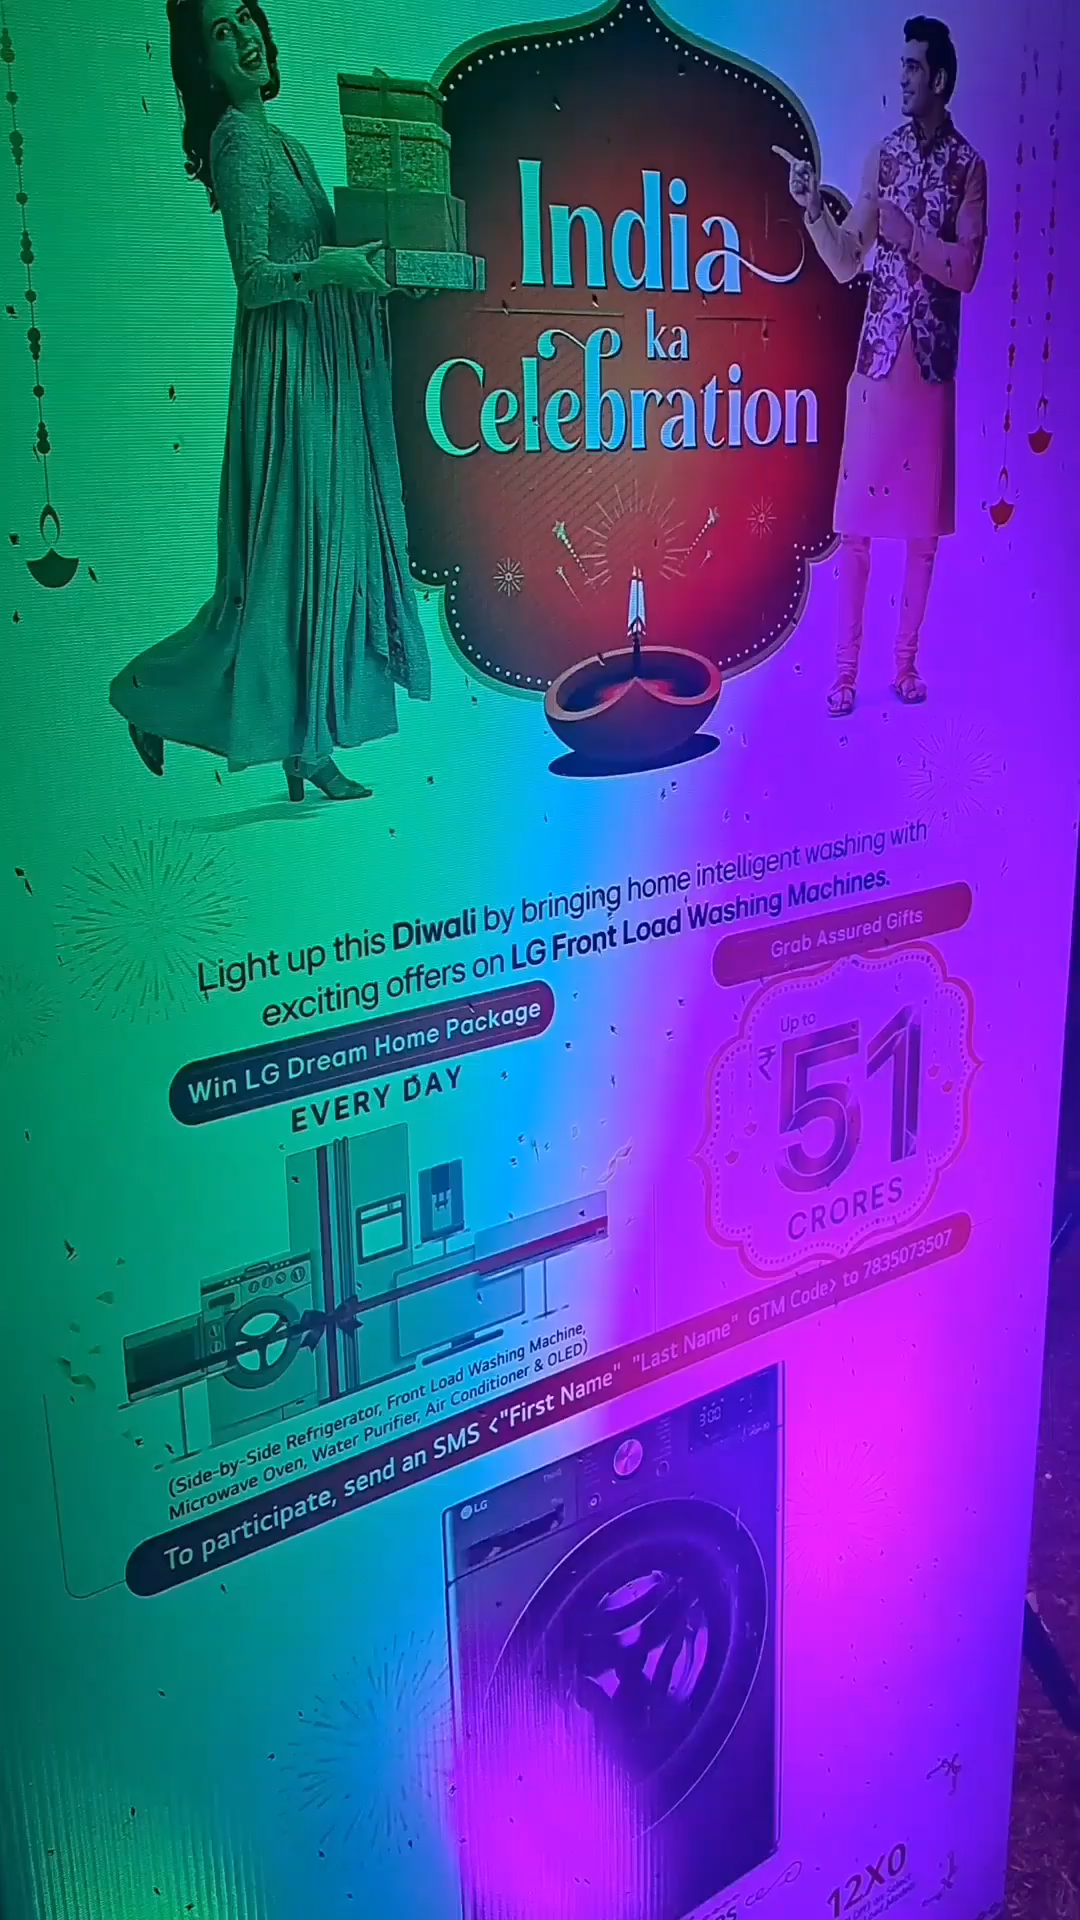 India
ka
Celebration
Light up this Diwali by bringing home intelligent washing with
exciting offers on LG Front Load Washing Machines.
Win LG Dream Home Package
EVERY DAY
Grab Assured Gifts
Up to
₹51
CRORES
(Side-by-Side Refrigerator, Front Load Washing Machine,
Microwave Oven, Water Purifier, Air Conditioner & OLED)
To participate, send an SMS <"First Name" "Last Name" GTM Code> to 7835073507
LG
3:00
12X0